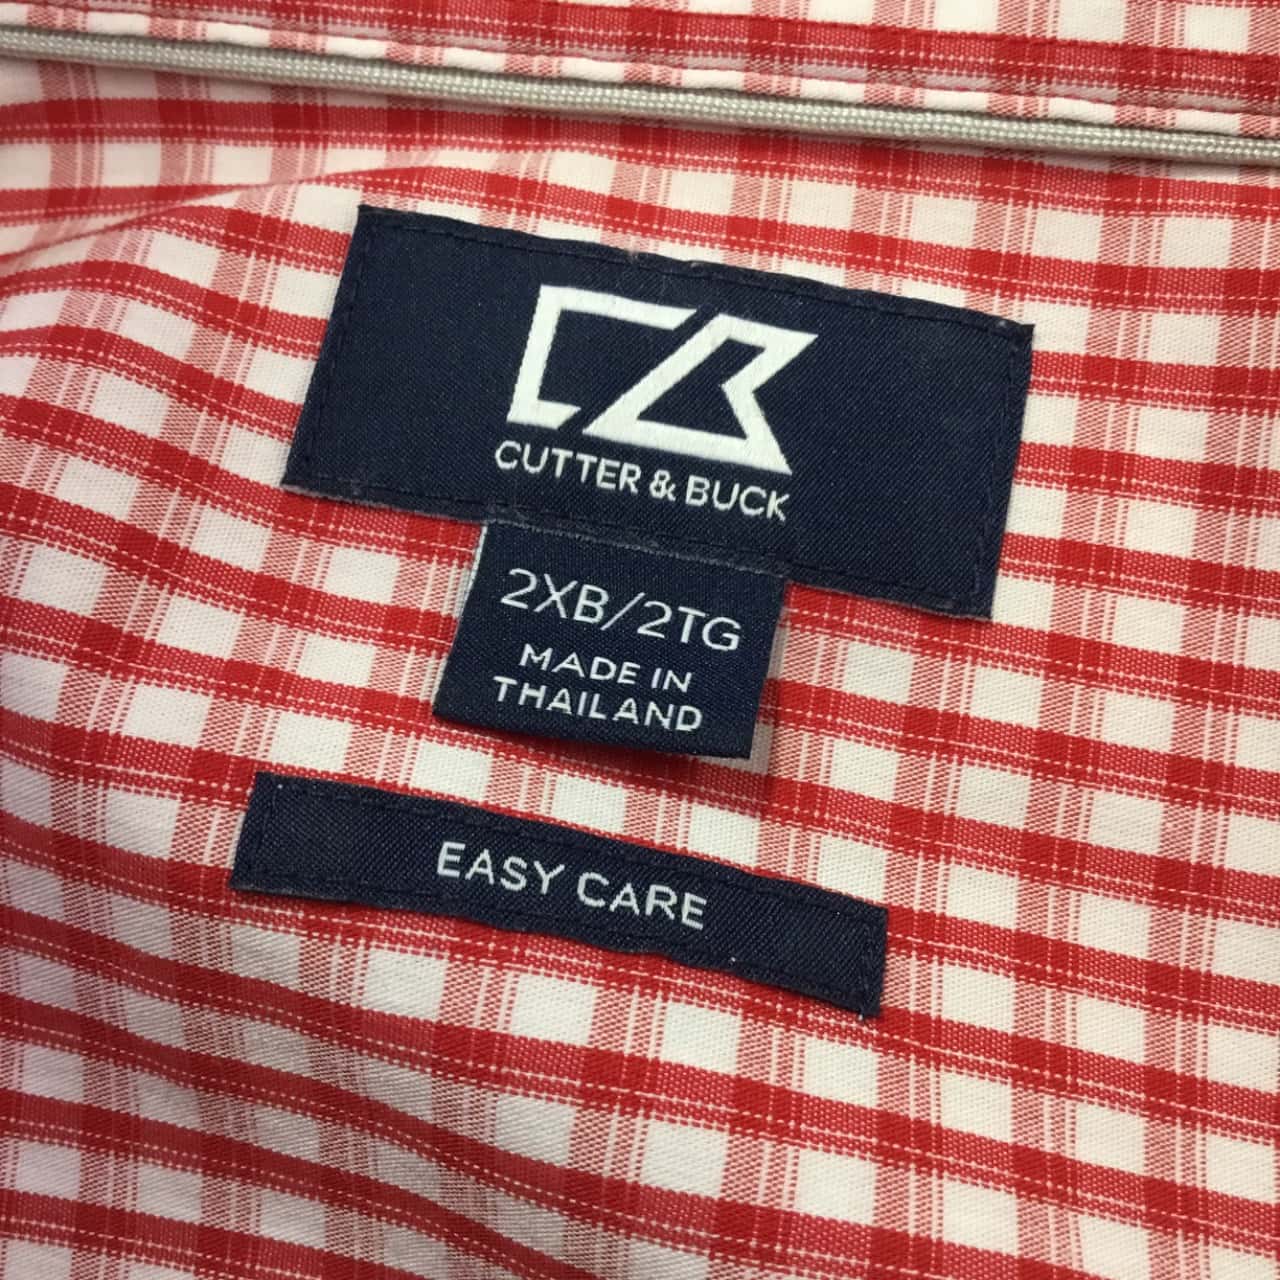 CUTTER & BUCK
2XB/2TG
MADE IN
THAILAND
EASY CARE